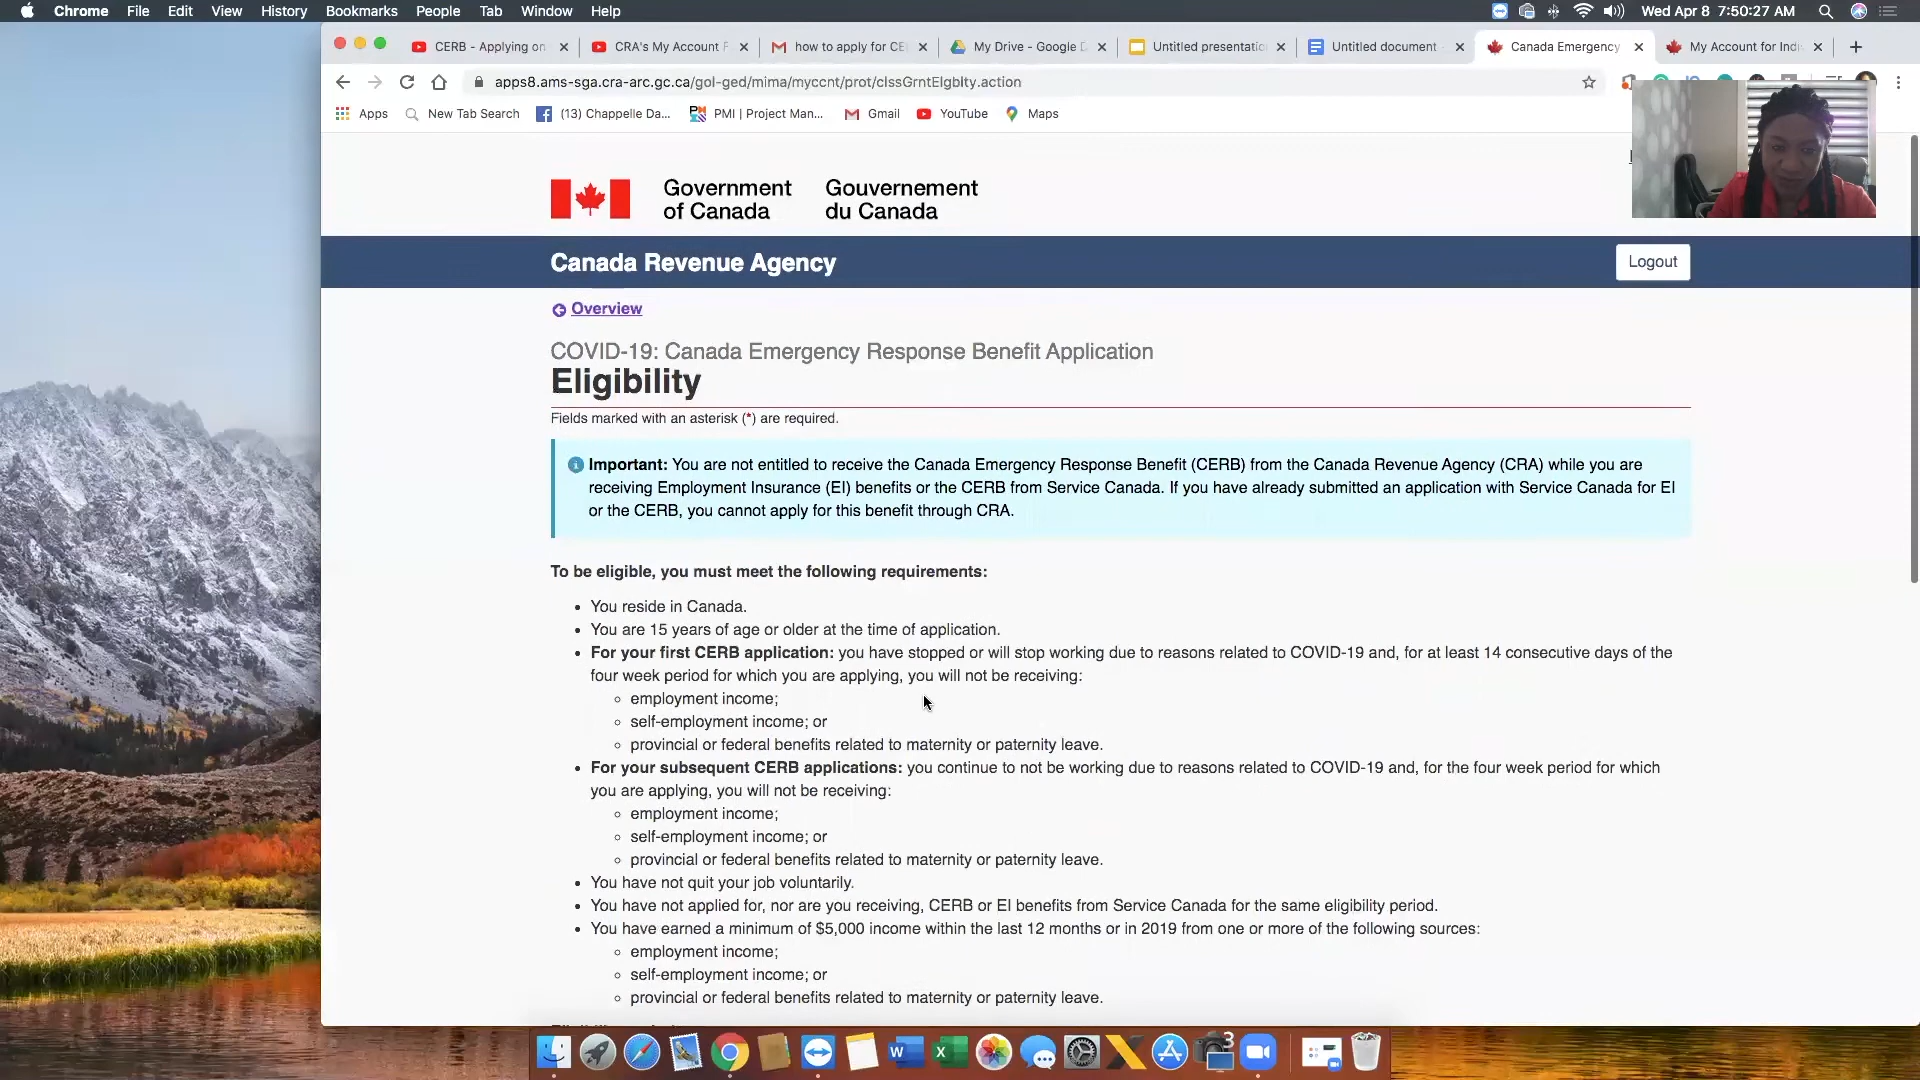 Chrome File Edit View History Bookmarks People Tab Window Help Wed Apr 8 7:50:27 AM
CERB - Applying on CRA's My Account how to apply for CE My Drive - Google D Untitled presentati Untitled document Canada Emergency My Account for Indi
apps8.ams-sga.cra-arc.gc.ca/gol-ged/mima/myccnt/prot/clssGrntElgblty.action
Apps New Tab Search (13) Chappelle Da... PMI | Project Man... Gmail YouTube Maps
Government of Canada
Gouvernement du Canada
Canada Revenue Agency Logout
Overview
COVID-19: Canada Emergency Response Benefit Application
Eligibility
Fields marked with an asterisk (*) are required.
Important: You are not entitled to receive the Canada Emergency Response Benefit (CERB) from the Canada Revenue Agency (CRA) while you are
receiving Employment Insurance (EI) benefits or the CERB from Service Canada. If you have already submitted an application with Service Canada for EI
or the CERB, you cannot apply for this benefit through CRA.
To be eligible, you must meet the following requirements:
You reside in Canada.
You are 15 years of age or older at the time of application.
For your first CERB application: you have stopped or will stop working due to reasons related to COVID-19 and, for at least 14 consecutive days of the
four week period for which you are applying, you will not be receiving:
employment income;
self-employment income; or
provincial or federal benefits related to maternity or paternity leave.
For your subsequent CERB applications: you continue to not be working due to reasons related to COVID-19 and, for the four week period for which
you are applying, you will not be receiving:
employment income;
self-employment income; or
provincial or federal benefits related to maternity or paternity leave.
You have not quit your job voluntarily.
You have not applied for, nor are you receiving, CERB or EI benefits from Service Canada for the same eligibility period.
You have earned a minimum of $5,000 income within the last 12 months or in 2019 from one or more of the following sources:
employment income;
self-employment income; or
provincial or federal benefits related to maternity or paternity leave.